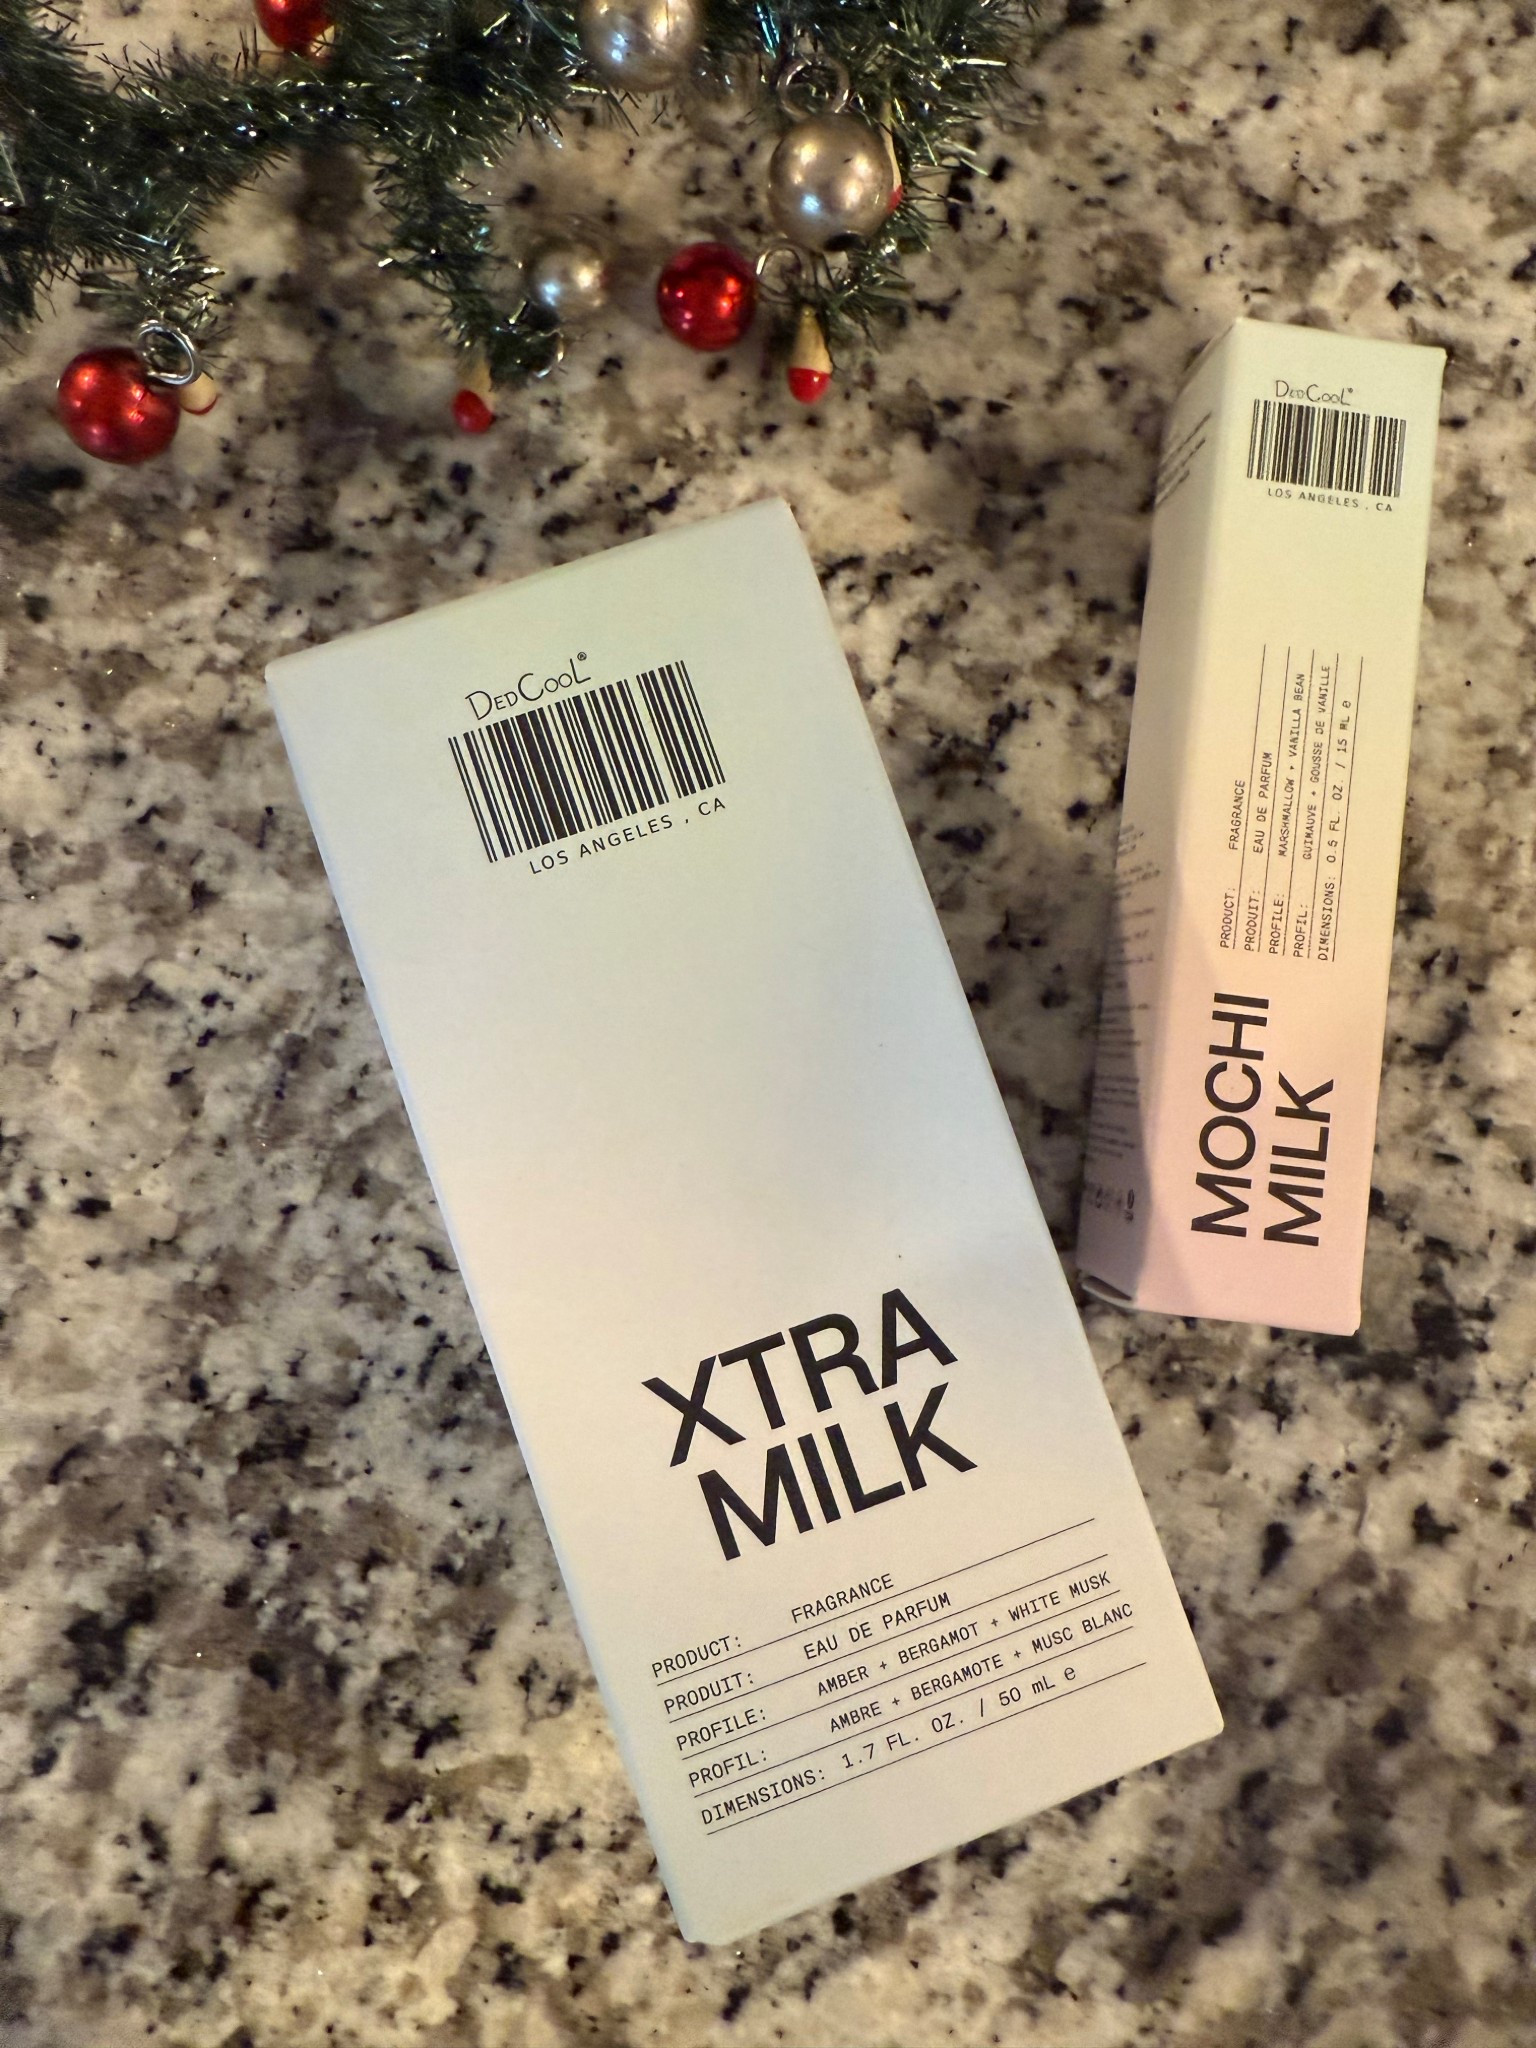 DEDCOOL®
LOS ANGELES , CA
XTRA
MILK
PRODUCT: FRAGRANCE
PRODUIT: EAU DE PARFUM
PROFILE: AMBER + BERGAMOT + WHITE MUSK
PROFIL: AMBRE + BERGAMOTE + MUSC BLANC
DIMENSIONS: 1.7 FL. OZ. / 50 mL e
DEDCOOL®
LOS ANGELES , CA
MOCHI
MILK
PRODUCT: FRAGRANCE
PRODUIT: EAU DE PARFUM
PROFILE: MARSHMALLOW + VANILLA BEAN
PROFIL: GUIMAUVE + GOUSSE DE VANILLE
DIMENSIONS: 0.5 FL. OZ. / 15 ML e